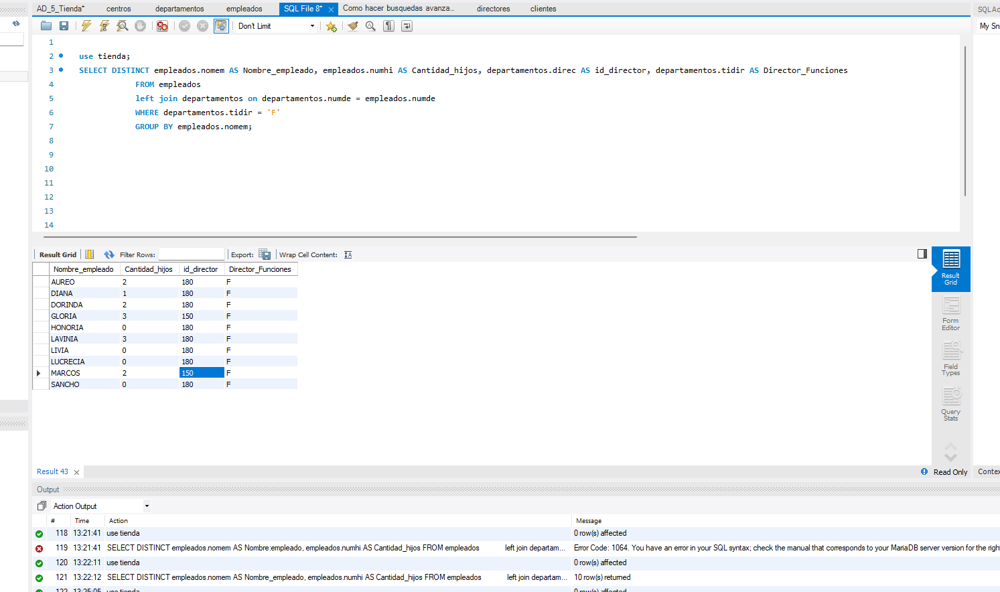 AD_5_Tienda* centros departamentos empleados SQL File 8* Como hacer busquedas avanza... directores clientes SQLAd
Don't Limit My Sni
1
2 use tienda;
3 SELECT DISTINCT empleados.nomem AS Nombre_empleado, empleados.numhi AS Cantidad_hijos, departamentos.direc AS id_director, departamentos.tidir AS Director_Funciones
4 FROM empleados
5 left join departamentos on departamentos.numde = empleados.numde
6 WHERE departamentos.tidir = 'F'
7 GROUP BY empleados.nomem;
8
9
10
11
12
13
14
Result Grid Filter Rows: Export: Wrap Cell Content:
Nombre_empleado Cantidad_hijos id_director Director_Funciones
AUREO 2 180 F
DIANA 1 180 F
DORINDA 2 180 F
GLORIA 3 150 F
HONORIA 0 180 F
LAVINIA 3 180 F
LIVIA 0 180 F
LUCRECIA 0 180 F
MARCOS 2 150 F
SANCHO 0 180 F
Result
Grid
Form
Editor
Field
Types
Query
Stats
Result 43 Read Only Contex
Output
Action Output
# Time Action Message
118 13:21:41 use tienda 0 row(s) affected
119 13:21:41 SELECT DISTINCT empleados.nomem AS Nombre:empleado, empleados.numhi AS Cantidad_hijos FROM empleados left join departam... Error Code: 1064. You have an error in your SQL syntax; check the manual that corresponds to your MariaDB server version for the righ
120 13:22:11 use tienda 0 row(s) affected
121 13:22:12 SELECT DISTINCT empleados.nomem AS Nombre_empleado, empleados.numhi AS Cantidad_hijos FROM empleados left join departam... 10 row(s) returned
122 13:25:05 use tienda 0 row(s) affected